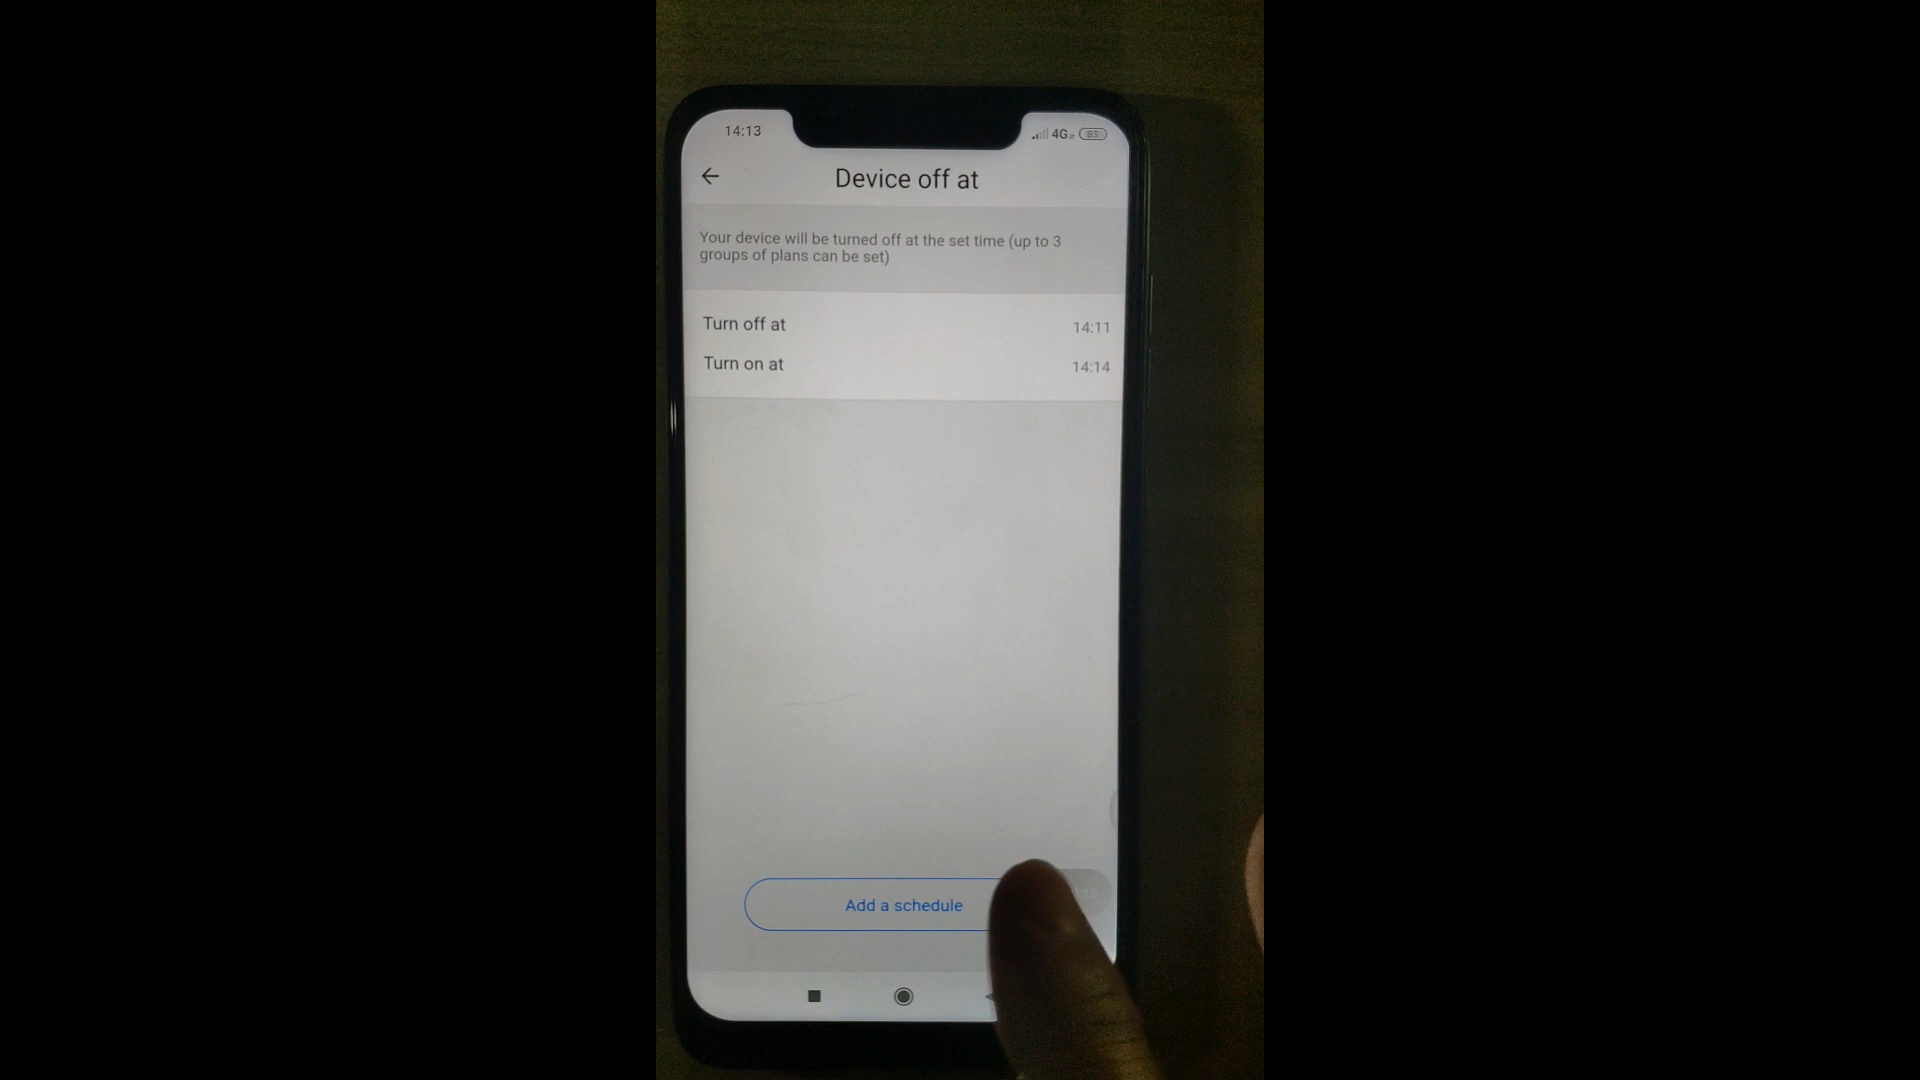 14:13
4G
83
Device off at
Your device will be turned off at the set time (up to 3
groups of plans can be set)
Turn off at 14:11
Turn on at 14:14
Add a schedule